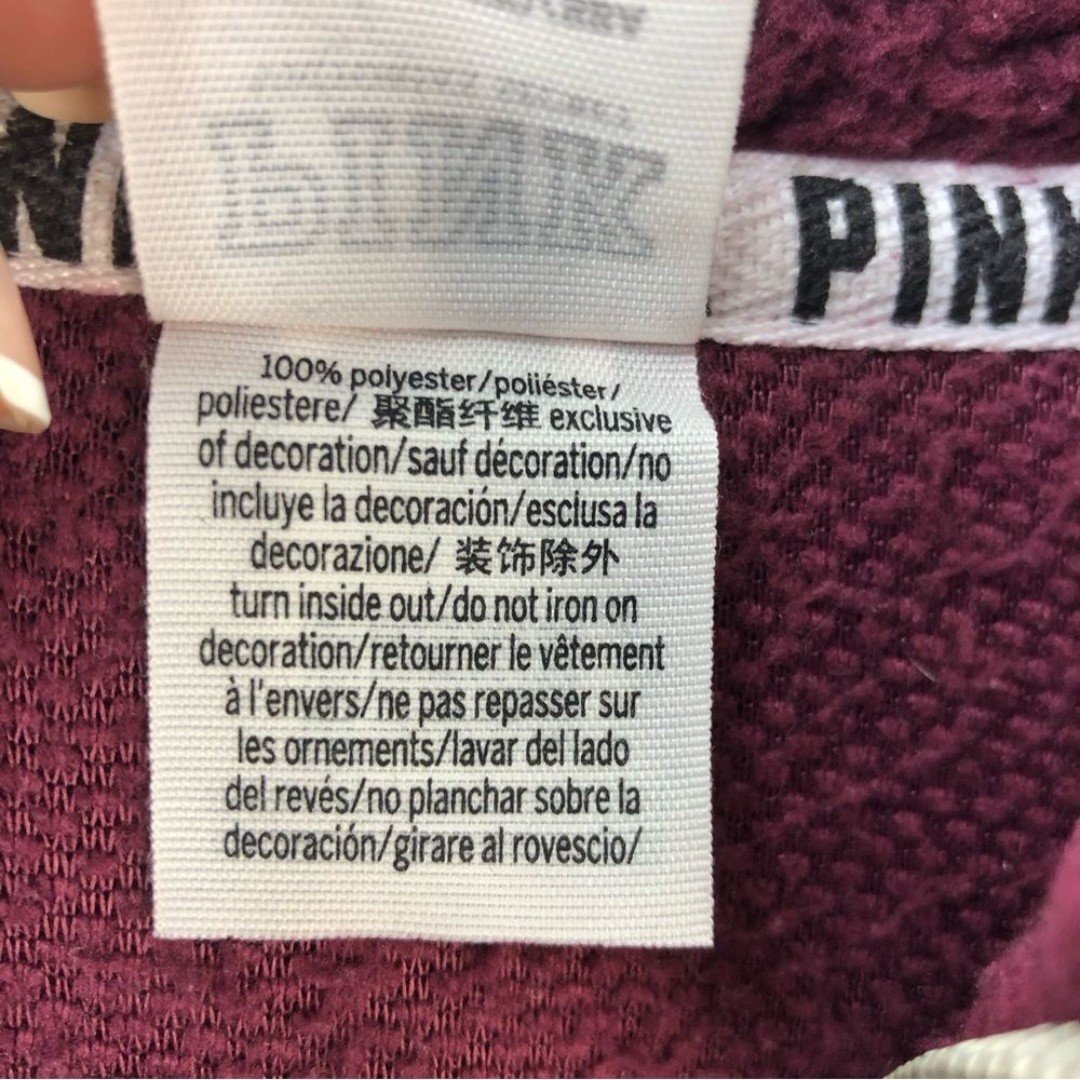 PINK
100% polyester/poliéster/
poliestere/ 聚酯纤维 exclusive
of decoration/sauf décoration/no
incluye la decoración/esclusa la
decorazione/ 装饰除外
turn inside out/do not iron on
decoration/retourner le vêtement
à l'envers/ne pas repasser sur
les ornements/lavar del lado
del revés/no planchar sobre la
decoración/girare al rovescio/